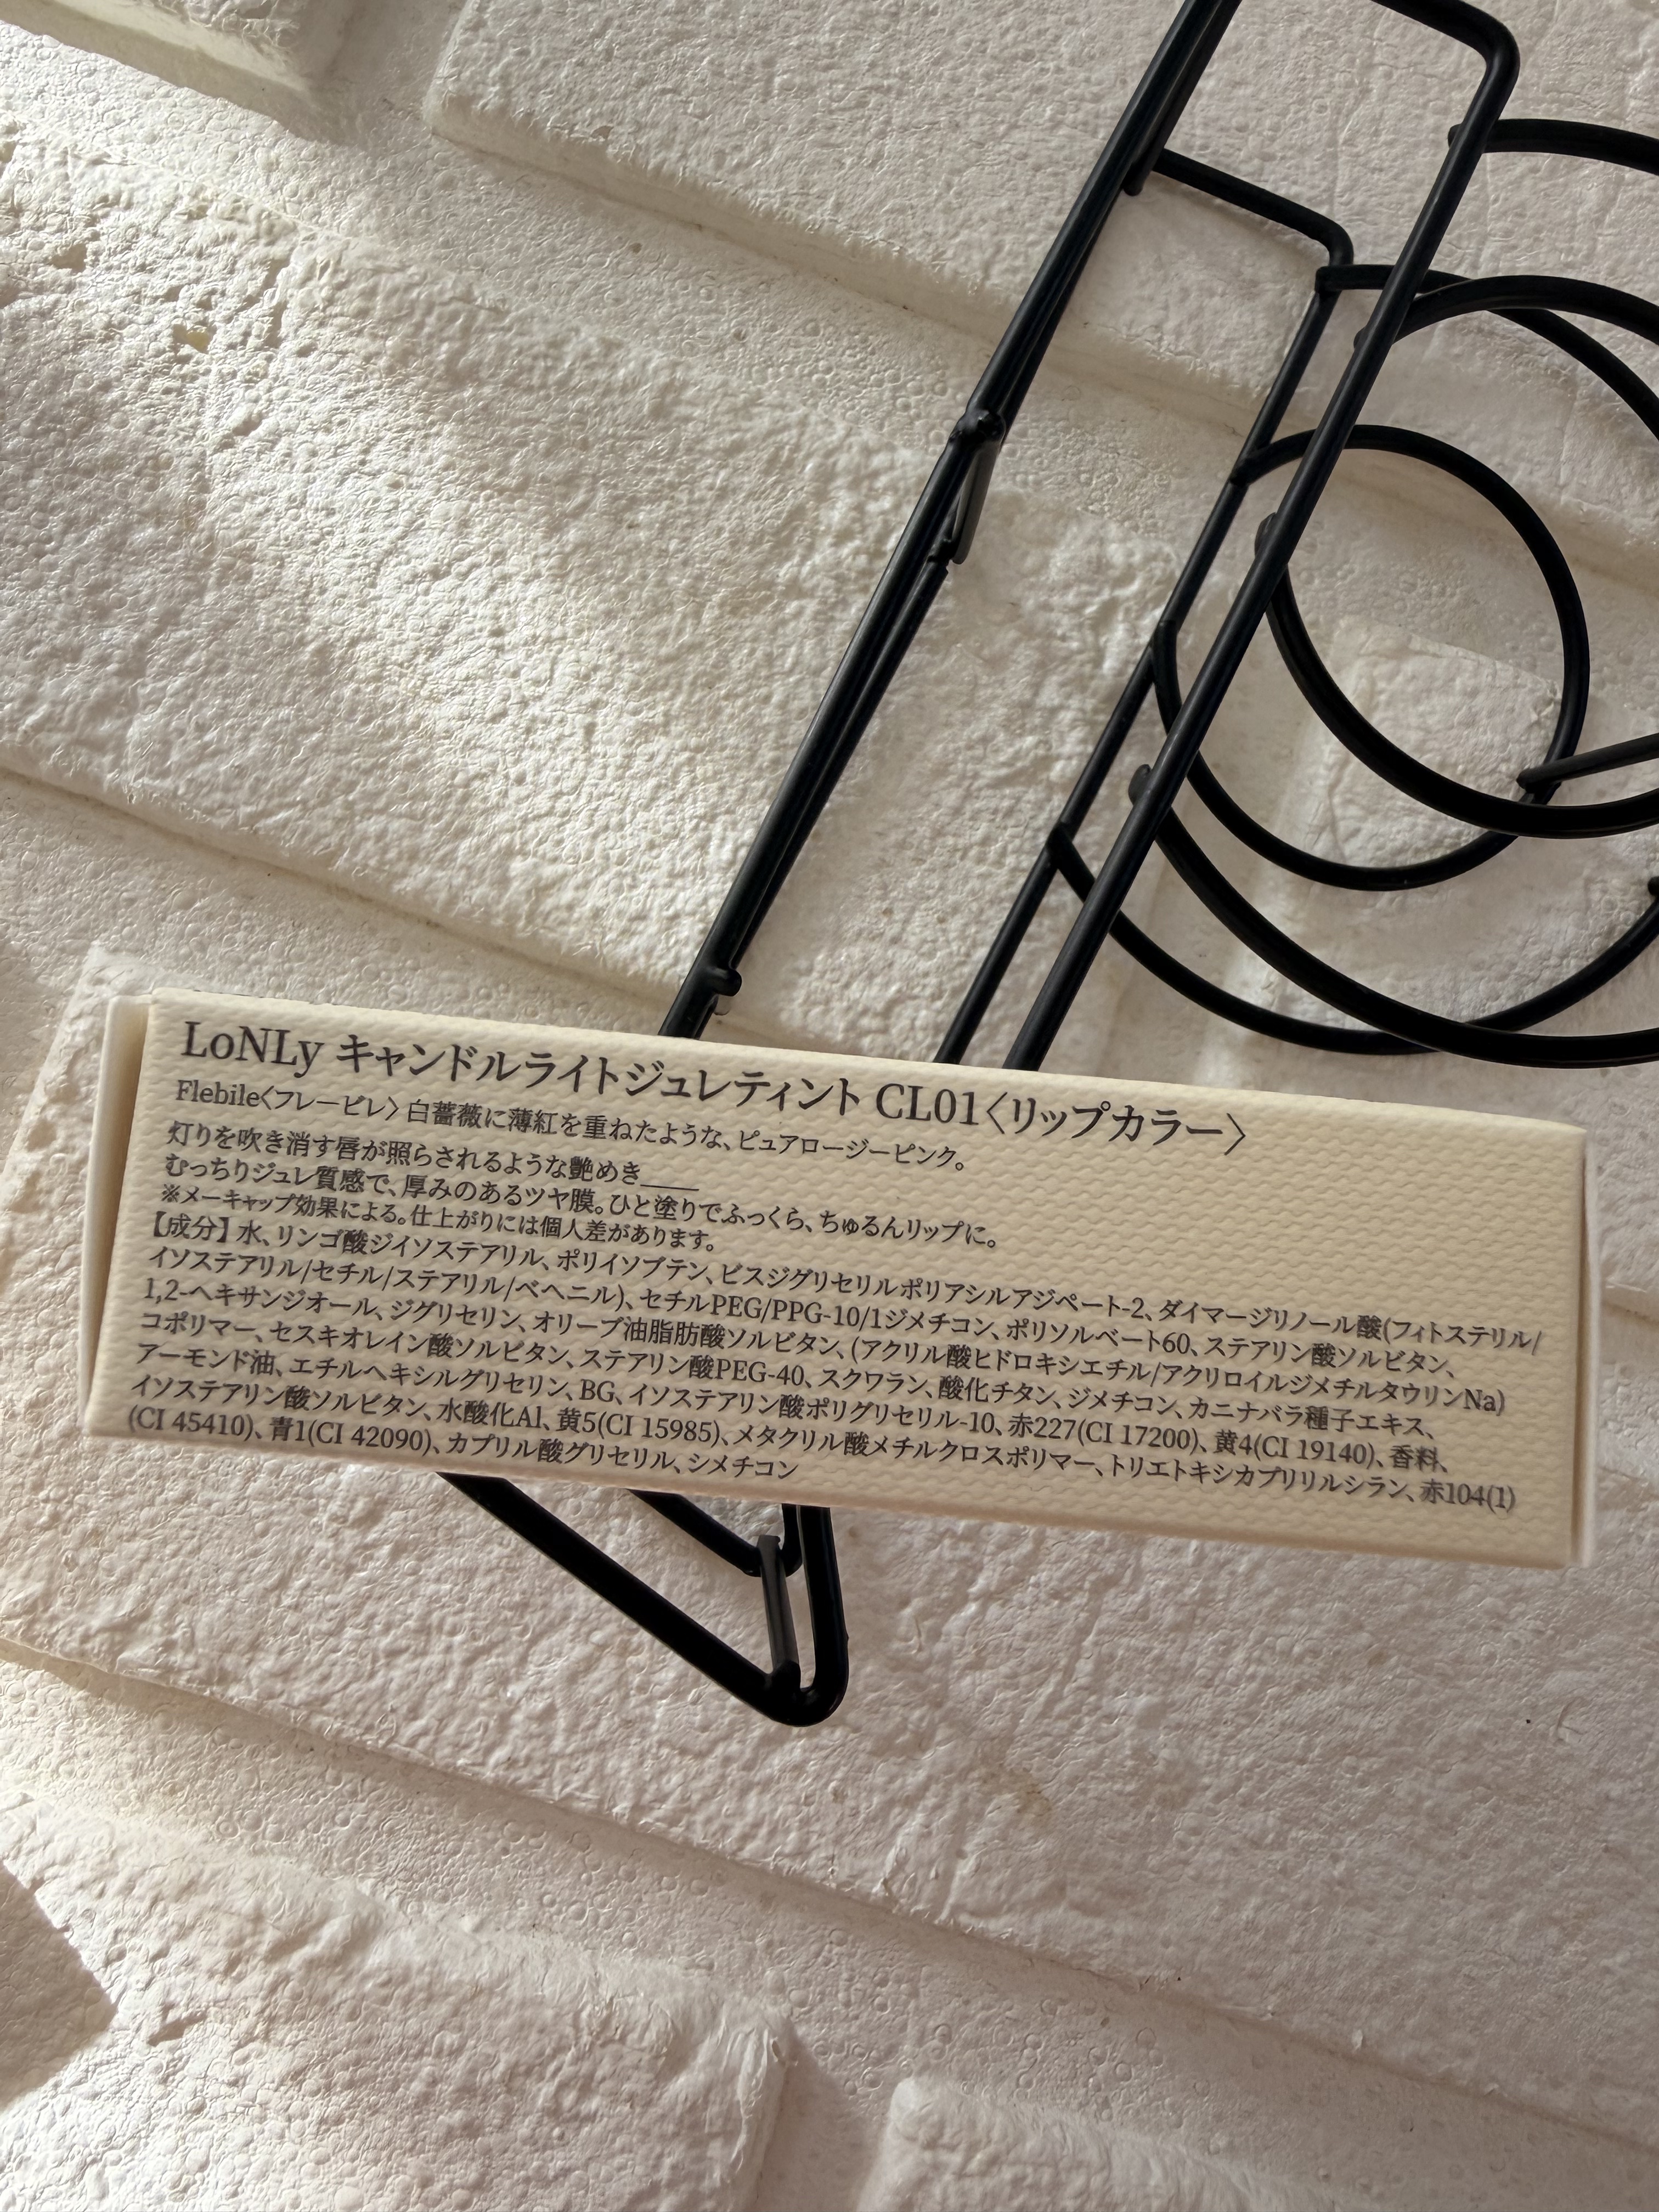 LoNLy キャンドルライトジュレティント CL01〈リップカラー〉
Flebile〈フレービレ〉白薔薇に薄紅を重ねたような、ピュアロージーピンク。
灯りを吹き消す唇が照らされるような艶めき____
むっちりジュレ質感で、厚みのあるツヤ膜。ひと塗りでふっくら、ちゅるんリップに。
※メーキャップ効果による。仕上がりには個人差があります。
【成分】水、リンゴ酸ジイソステアリル、ポリイソブテン、ビスジグリセリルポリアシルアジペート-2、ダイマージリノール酸(フィトステリル/
イソステアリル/セチル/ステアリル/ベヘニル)、セチルPEG/PPG-10/1ジメチコン、ポリソルベート60、ステアリン酸ソルビタン、
1,2-ヘキサンジオール、ジグリセリン、オリーブ油脂肪酸ソルビタン、(アクリル酸ヒドロキシエチル/アクリロイルジメチルタウリンNa)
コポリマー、セスキオレイン酸ソルビタン、ステアリン酸PEG-40、スクワラン、酸化チタン、ジメチコン、カニナバラ種子エキス、
アーモンド油、エチルヘキシルグリセリン、BG、イソステアリン酸ポリグリセリル-10、赤227(CI 17200)、黄4(CI 19140)、香料、
イソステアリン酸ソルビタン、水酸化Al、黄5(CI 15985)、メタクリル酸メチルクロスポリマー、トリエトキシカプリリルシラン、赤104(1)
(CI 45410)、青1(CI 42090)、カプリル酸グリセリル、シメチコン